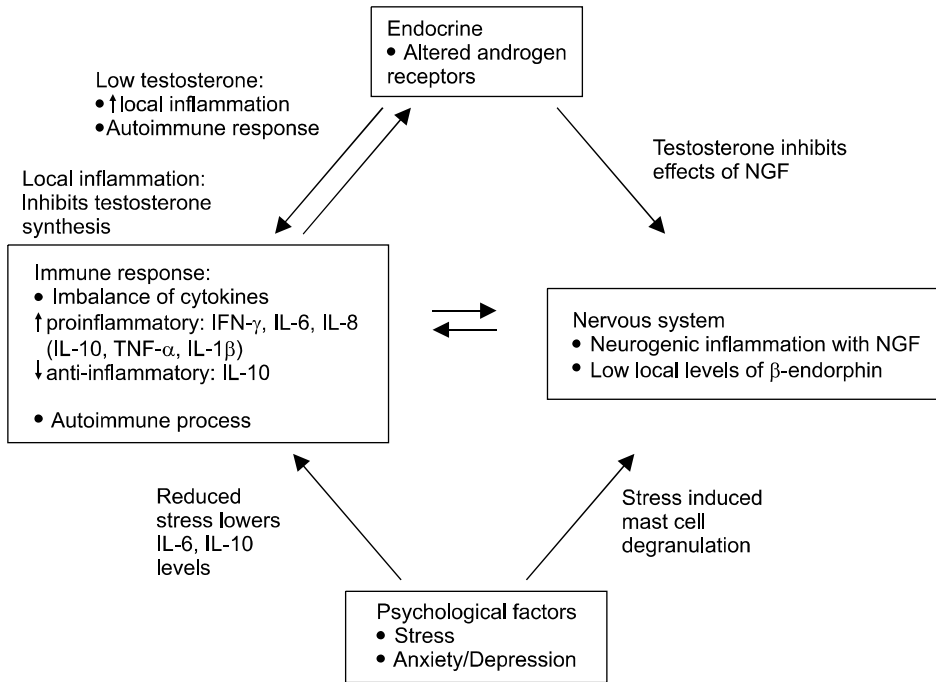 Endocrine
● Altered androgen
receptors
Low testosterone:
●↑local inflammation
●Autoimmune response
Testosterone inhibits
effects of NGF
Local inflammation:
Inhibits testosterone
synthesis
Immune response:
● Imbalance of cytokines
↑ proinflammatory: IFN-γ, IL-6, IL-8
(IL-10, TNF-α, IL-1β)
↓ anti-inflammatory: IL-10
● Autoimmune process
Nervous system
● Neurogenic inflammation with NGF
● Low local levels of β-endorphin
Reduced
stress lowers
IL-6, IL-10
levels
Stress induced
mast cell
degranulation
Psychological factors
● Stress
● Anxiety/Depression